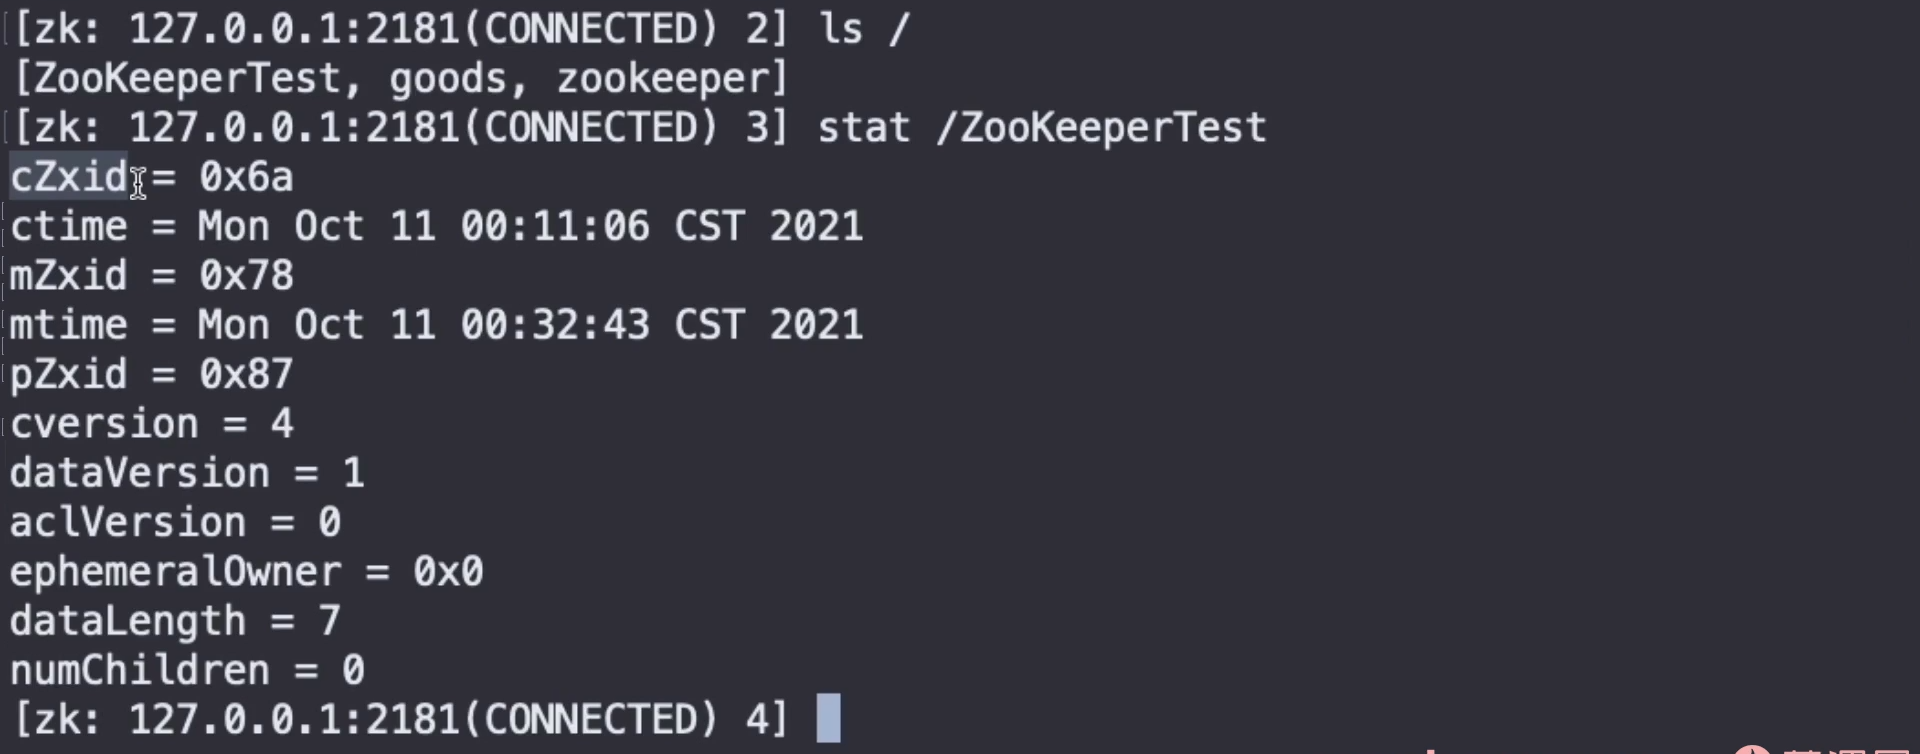 [zk: 127.0.0.1:2181(CONNECTED) 2] ls /
[ZooKeeperTest, goods, zookeeper]
[zk: 127.0.0.1:2181(CONNECTED) 3] stat /ZooKeeperTest
cZxid = 0x6a
ctime = Mon Oct 11 00:11:06 CST 2021
mZxid = 0x78
mtime = Mon Oct 11 00:32:43 CST 2021
pZxid = 0x87
cversion = 4
dataVersion = 1
aclVersion = 0
ephemeralOwner = 0x0
dataLength = 7
numChildren = 0
[zk: 127.0.0.1:2181(CONNECTED) 4]